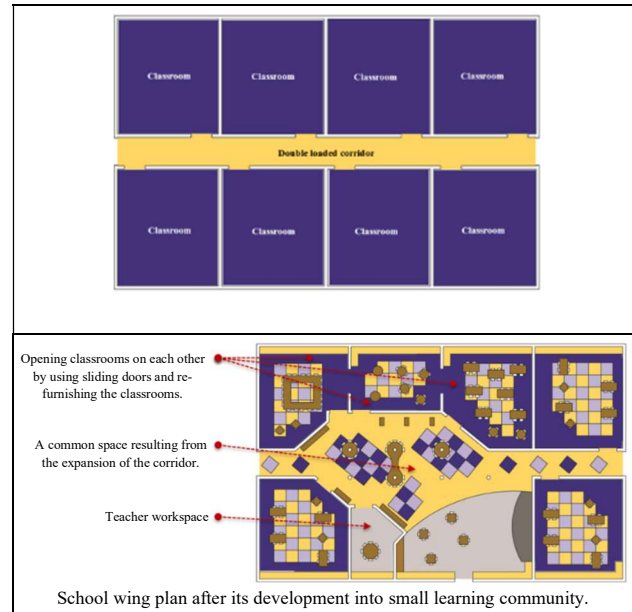 Classroom Classroom Classroom Classroom
Double loaded corridor
Classroom Classroom Classroom Classroom
Opening classrooms on each other
by using sliding doors and re-
furnishing the classrooms.
A common space resulting from
the expansion of the corridor.
Teacher workspace
School wing plan after its development into small learning community.